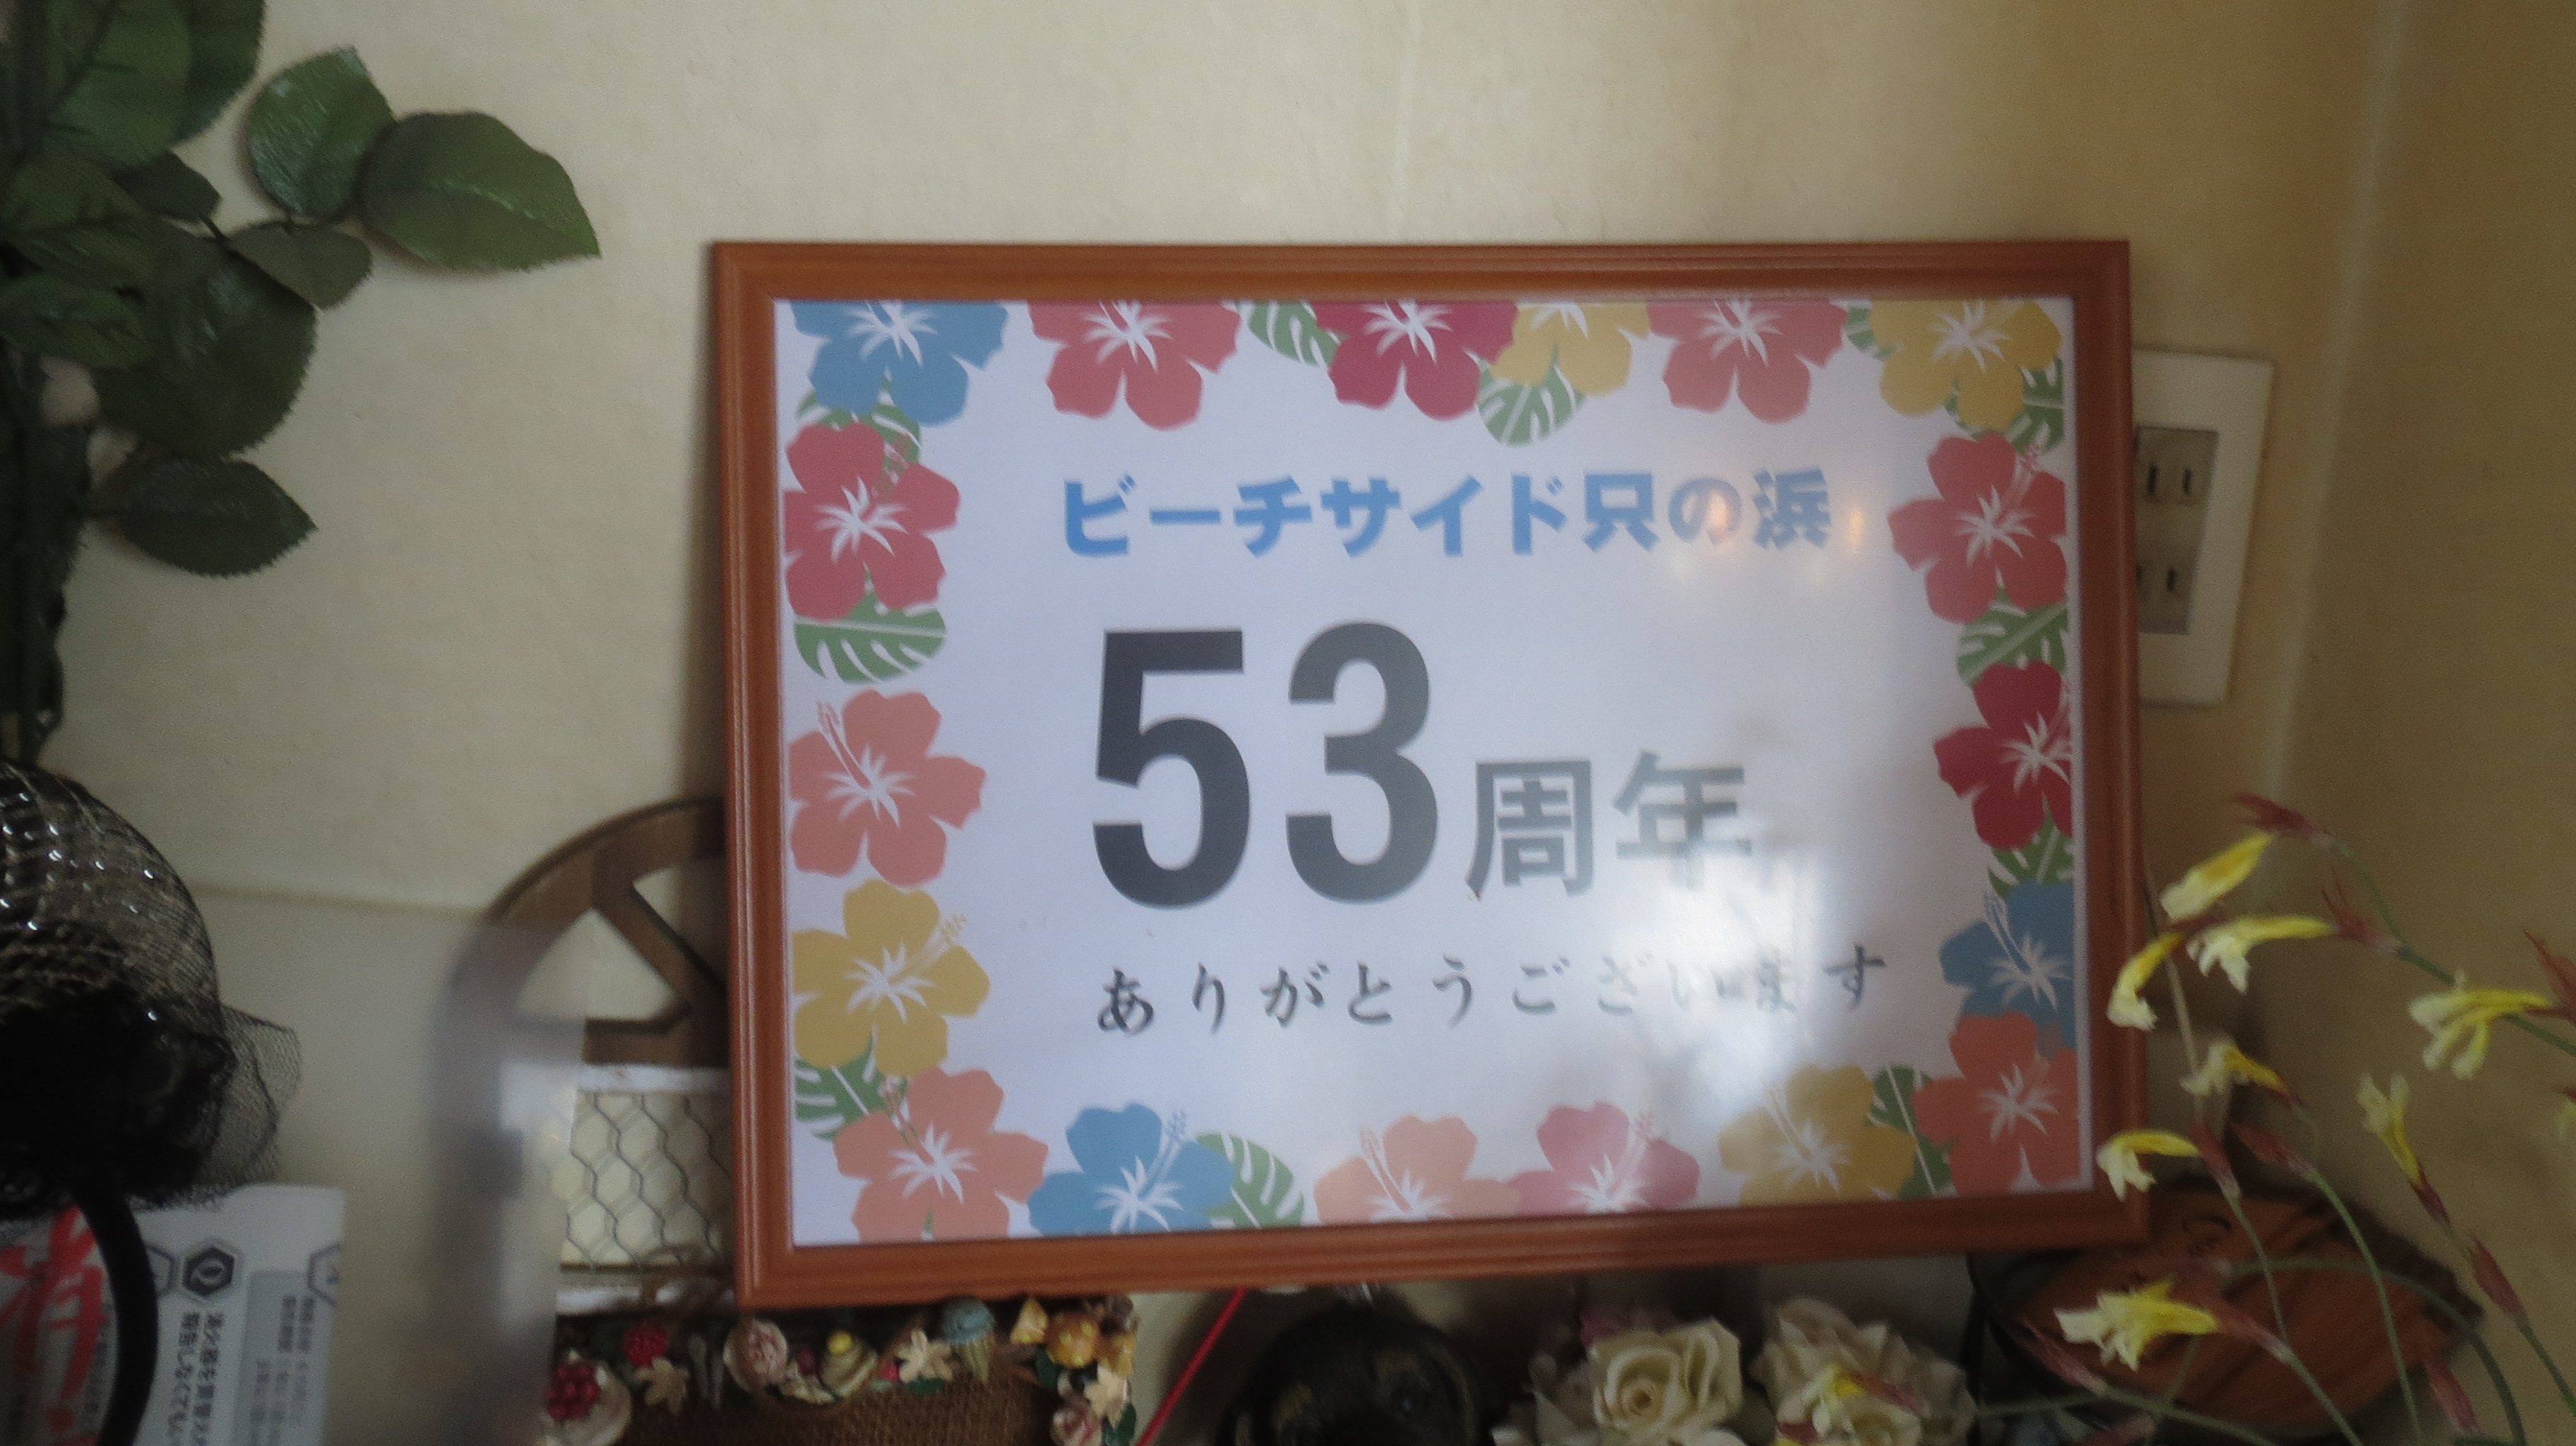 ビーチサイド只の浜
53周年
ありがとうございます